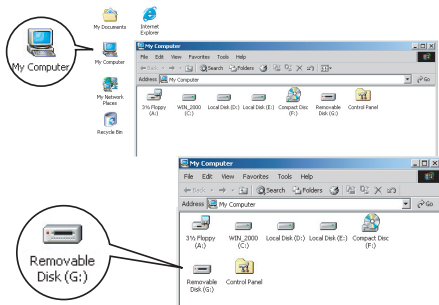 My Documents
Internet
Explorer
My Computer
My Computer
My Network
Places
Recycle Bin
My Computer
File Edit View Favorites Tools Help
Back Search Folders
Address My Computer Go
3½ Floppy (A:) WIN_2000 (C:) Local Disk (D:) Local Disk (E:) Compact Disc (F:) Removable Disk (G:) Control Panel
My Computer
File Edit View Favorites Tools Help
Back Search Folders
Address My Computer Go
3½ Floppy (A:) WIN_2000 (C:) Local Disk (D:) Local Disk (E:) Compact Disc (F:)
Removable Disk (G:) Control Panel
Removable
Disk (G:)